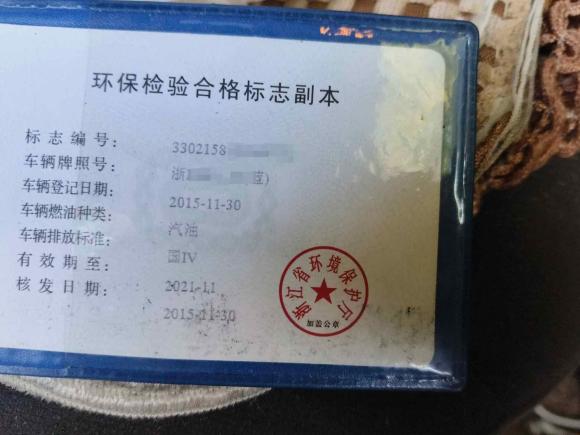 环保检验合格标志副本
标志编号： 3302158
车辆牌照号： 浙
车辆登记日期： 2015-11-30
车辆燃油种类： 汽油
车辆排放标准： 国IV
有效期至： 2021-11
核发日期： 2015-11-30
浙江省环境保护厅
加盖公章